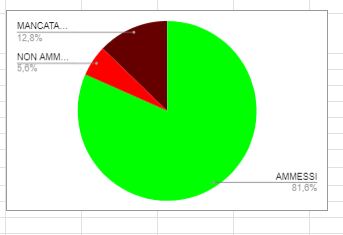 MANCATA...
12,8%
NON AMM...
5,6%
AMMESSI
81,6%